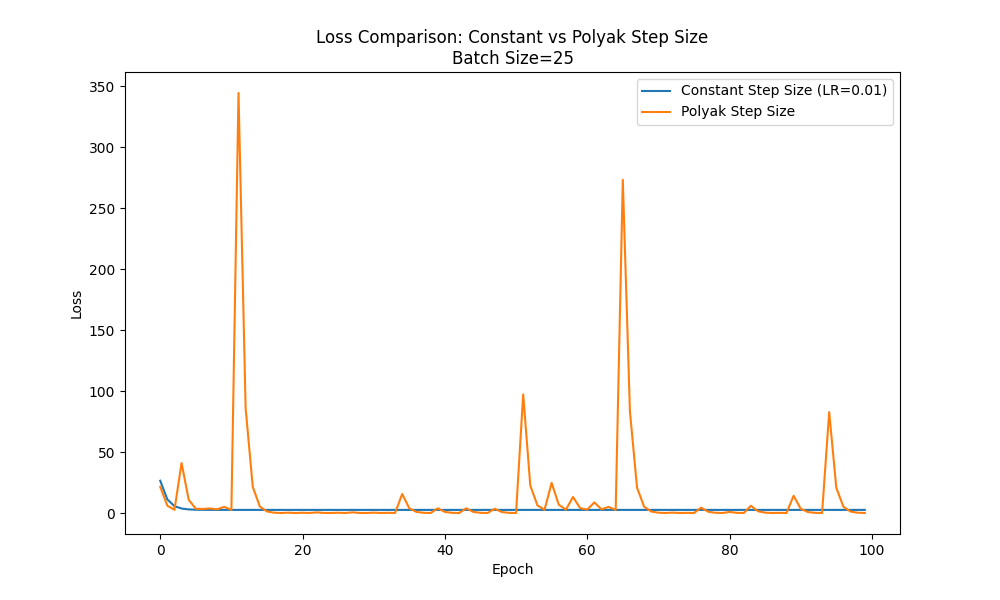 Loss Comparison: Constant vs Polyak Step Size
Batch Size=25
Constant Step Size (LR=0.01)
Polyak Step Size
Loss
350
300
250
200
150
100
50
0
0 20 40 60 80 100
Epoch